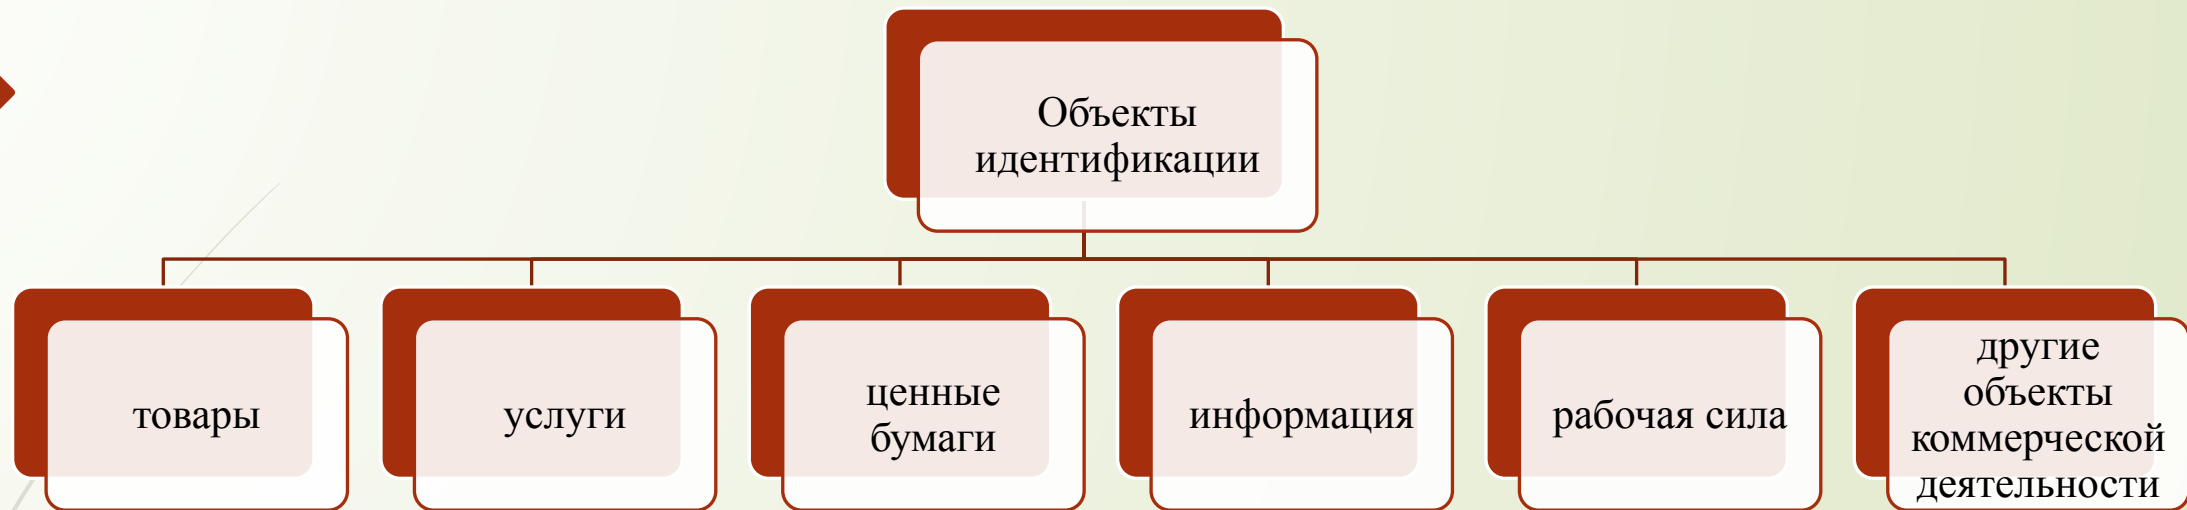 Объекты
идентификации
товары
услуги
ценные
бумаги
информация
рабочая сила
другие
объекты
коммерческой
деятельности